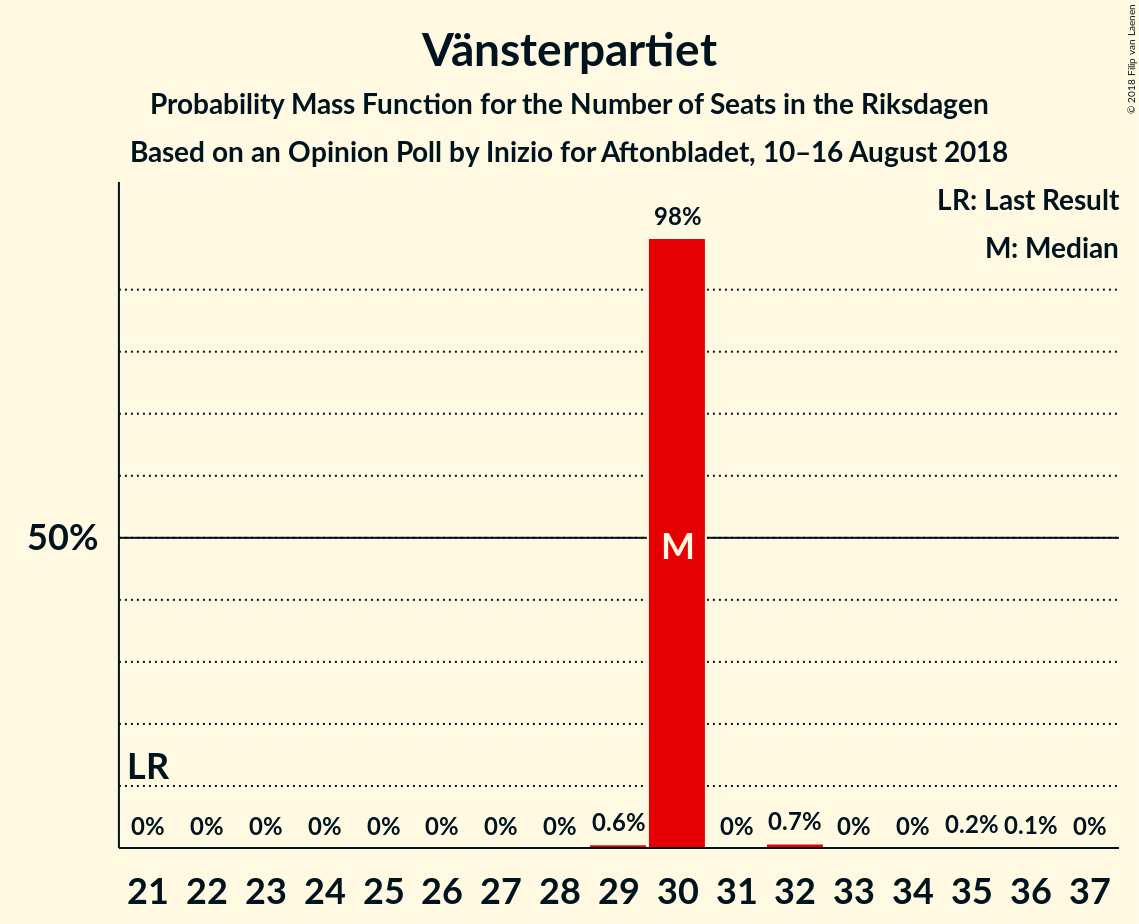 Vänsterpartiet
Probability Mass Function for the Number of Seats in the Riksdagen
Based on an Opinion Poll by Inizio for Aftonbladet, 10–16 August 2018
© 2018 Filip van Laenen
LR: Last Result
M: Median
98%
50%
M
LR
0% 0% 0% 0% 0% 0% 0% 0% 0.6% 0% 0.7% 0% 0% 0.2% 0.1% 0%
21 22 23 24 25 26 27 28 29 30 31 32 33 34 35 36 37